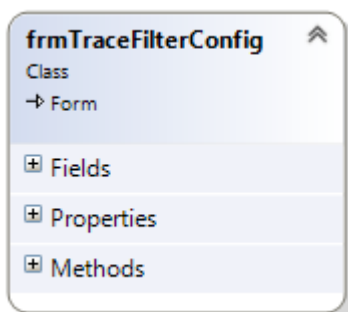 frmTraceFilterConfig
Class
Form
Fields
Properties
Methods